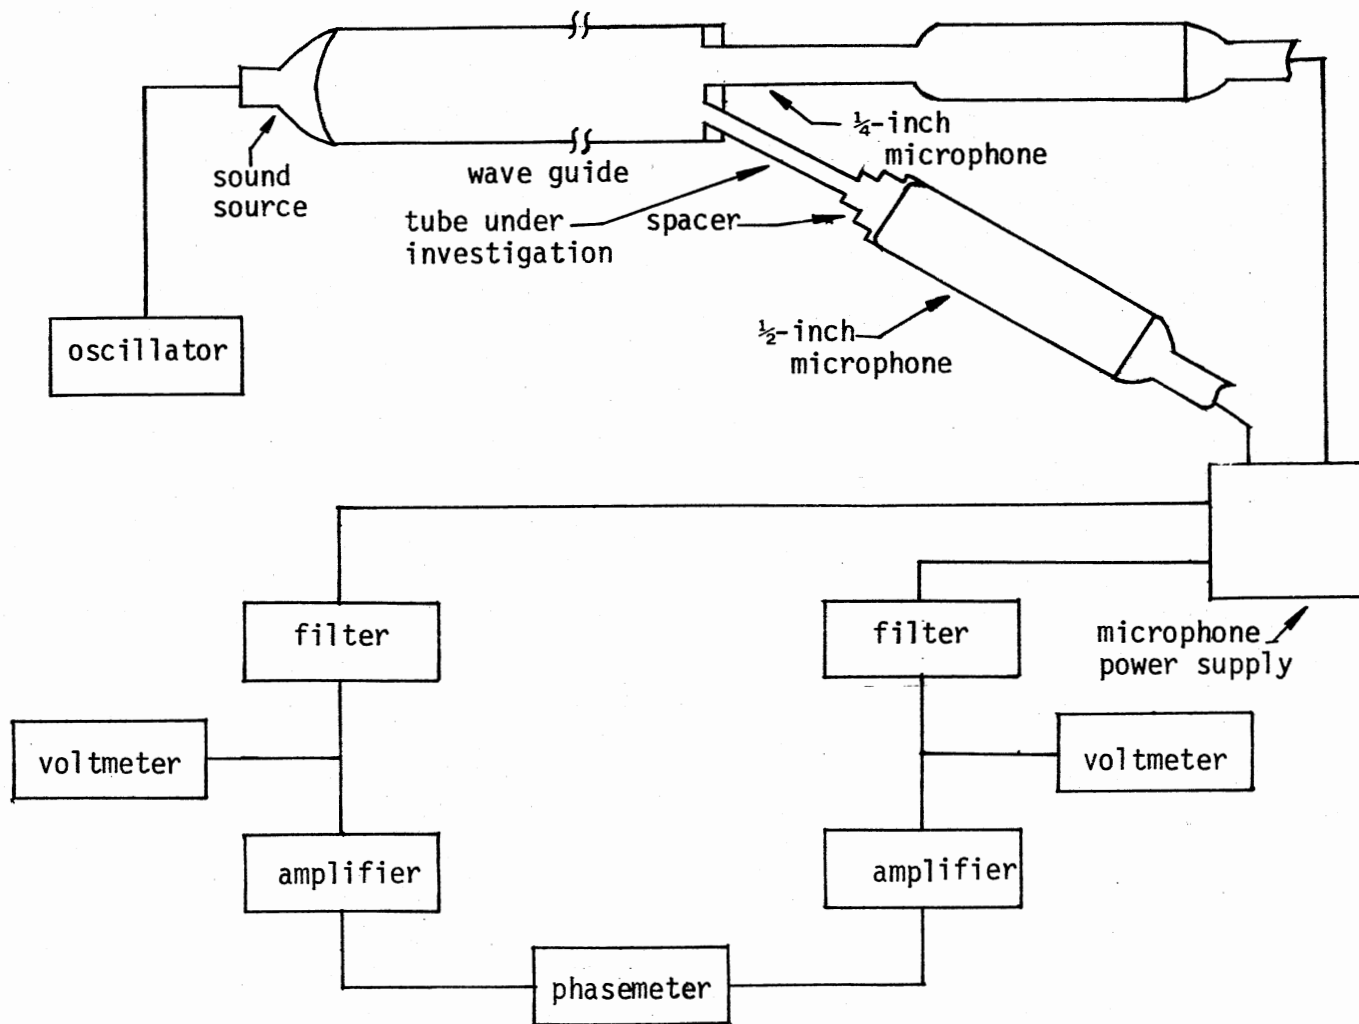 ¼-inch
microphone
sound
source
wave guide
tube under
investigation
spacer
oscillator
½-inch
microphone
filter
filter
microphone
power supply
voltmeter
voltmeter
amplifier
amplifier
phasemeter